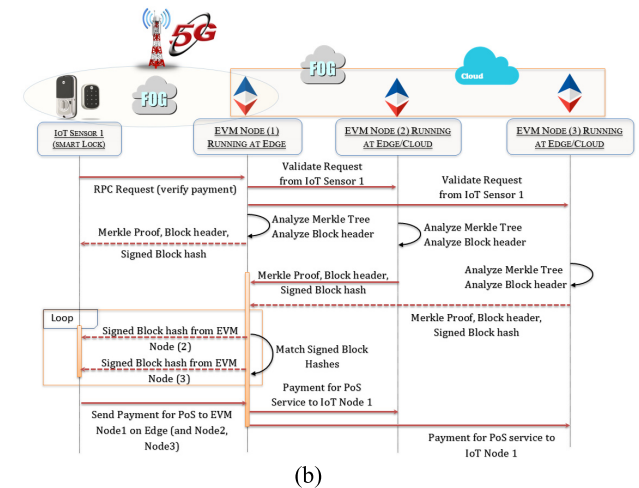 5G
FOG
FOG
Cloud
IOT SENSOR 1
(SMART LOCK)
EVM NODE (1)
RUNNING AT EDGE
EVM NODE (2) RUNNING
AT EDGE/CLOUD
EVM NODE (3) RUNNING
AT EDGE/CLOUD
RPC Request (verify payment)
Validate Request
from IoT Sensor 1
Validate Request
from IoT Sensor 1
Analyze Merkle Tree
Analyze Block header
Merkle Proof, Block header,
Signed Block hash
Analyze Merkle Tree
Analyze Block header
Analyze Merkle Tree
Analyze Block header
Merkle Proof, Block header,
Signed Block hash
Merkle Proof, Block header,
Signed Block hash
Loop
Signed Block hash from EVM
Node (2)
Signed Block hash from EVM
Node (3)
Match Signed Block
Hashes
Payment for PoS
Service to IoT Node 1
Send Payment for PoS to EVM
Node1 on Edge (and Node2,
Node3)
Payment for PoS service to
IoT Node 1
(b)